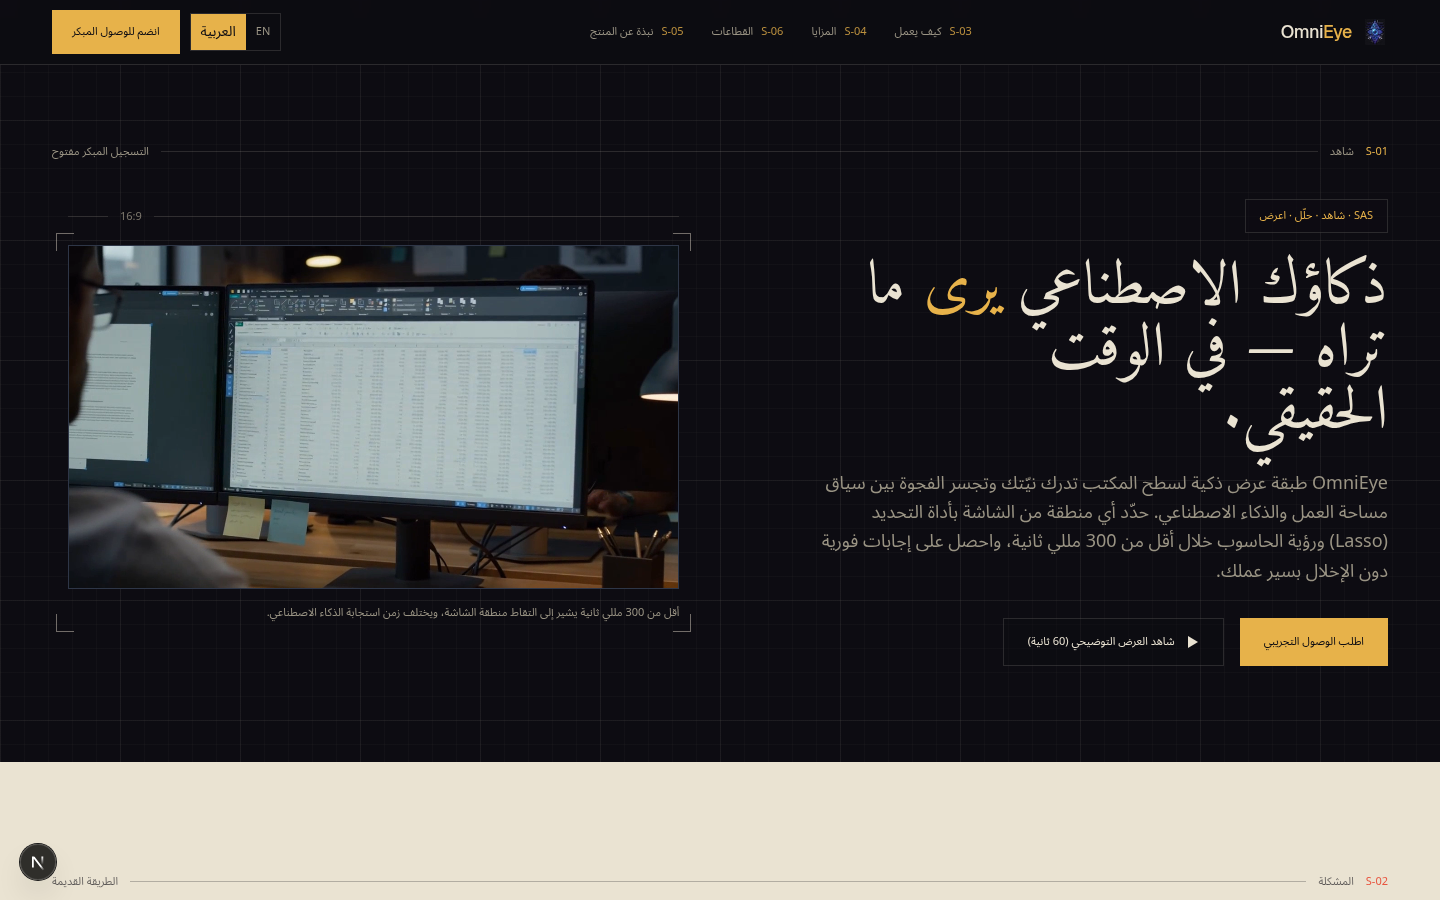 OmniEye
S-03 كيف يعمل
S-04 المزايا
S-06 القطاعات
S-05 نبذة عن المنتج
EN
العربية
انضم للوصول المبكر
S-01 شاهد
التسجيل المبكر مفتوح
SAS · شاهد · حلّل · اعرض
ذكاؤك الاصطناعي يرى ما
تراه — في الوقت
الحقيقي.
OmniEye طبقة عرض ذكية لسطح المكتب تدرك نيّتك وتجسر الفجوة بين سياق
مساحة العمل والذكاء الاصطناعي. حدّد أي منطقة من الشاشة بأداة التحديد
(Lasso) ورؤية الحاسوب خلال أقل من 300 مللي ثانية، واحصل على إجابات فورية
دون الإخلال بسير عملك.
اطلب الوصول التجريبي
شاهد العرض التوضيحي (60 ثانية)
16:9
أقل من 300 مللي ثانية يشير إلى التقاط منطقة الشاشة، ويختلف زمن استجابة الذكاء الاصطناعي.
S-02 المشكلة
الطريقة القديمة
N